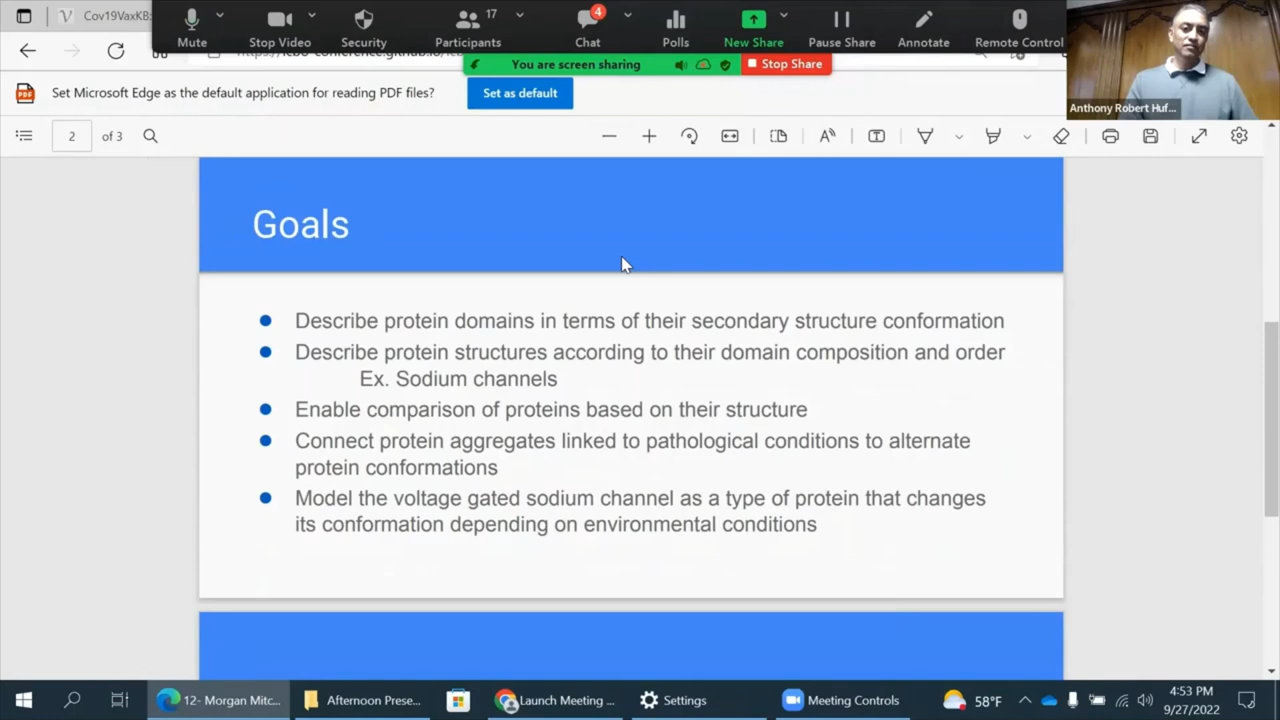 Cov19VaxKB:
Mute
Stop Video
Security
Participants
17
Chat
4
Polls
New Share
Pause Share
Annotate
Remote Control
You are screen sharing
Stop Share
Anthony Robert Huf...
PDF
Set Microsoft Edge as the default application for reading PDF files?
Set as default
2
of 3
Goals
Describe protein domains in terms of their secondary structure conformation
Describe protein structures according to their domain composition and order
Ex. Sodium channels
Enable comparison of proteins based on their structure
Connect protein aggregates linked to pathological conditions to alternate
protein conformations
Model the voltage gated sodium channel as a type of protein that changes
its conformation depending on environmental conditions
12- Morgan Mitc...
Afternoon Prese...
Launch Meeting ...
Settings
Meeting Controls
58°F
4:53 PM
9/27/2022